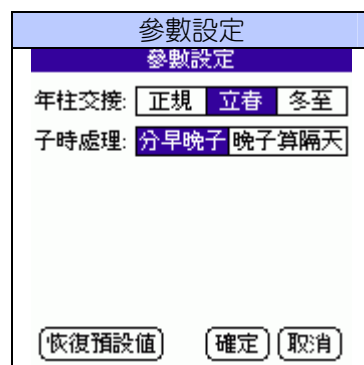 參數設定
參數設定
年柱交接: 正規 立春 冬至
子時處理: 分早晚子 晚子算隔天
恢復預設值 確定 取消